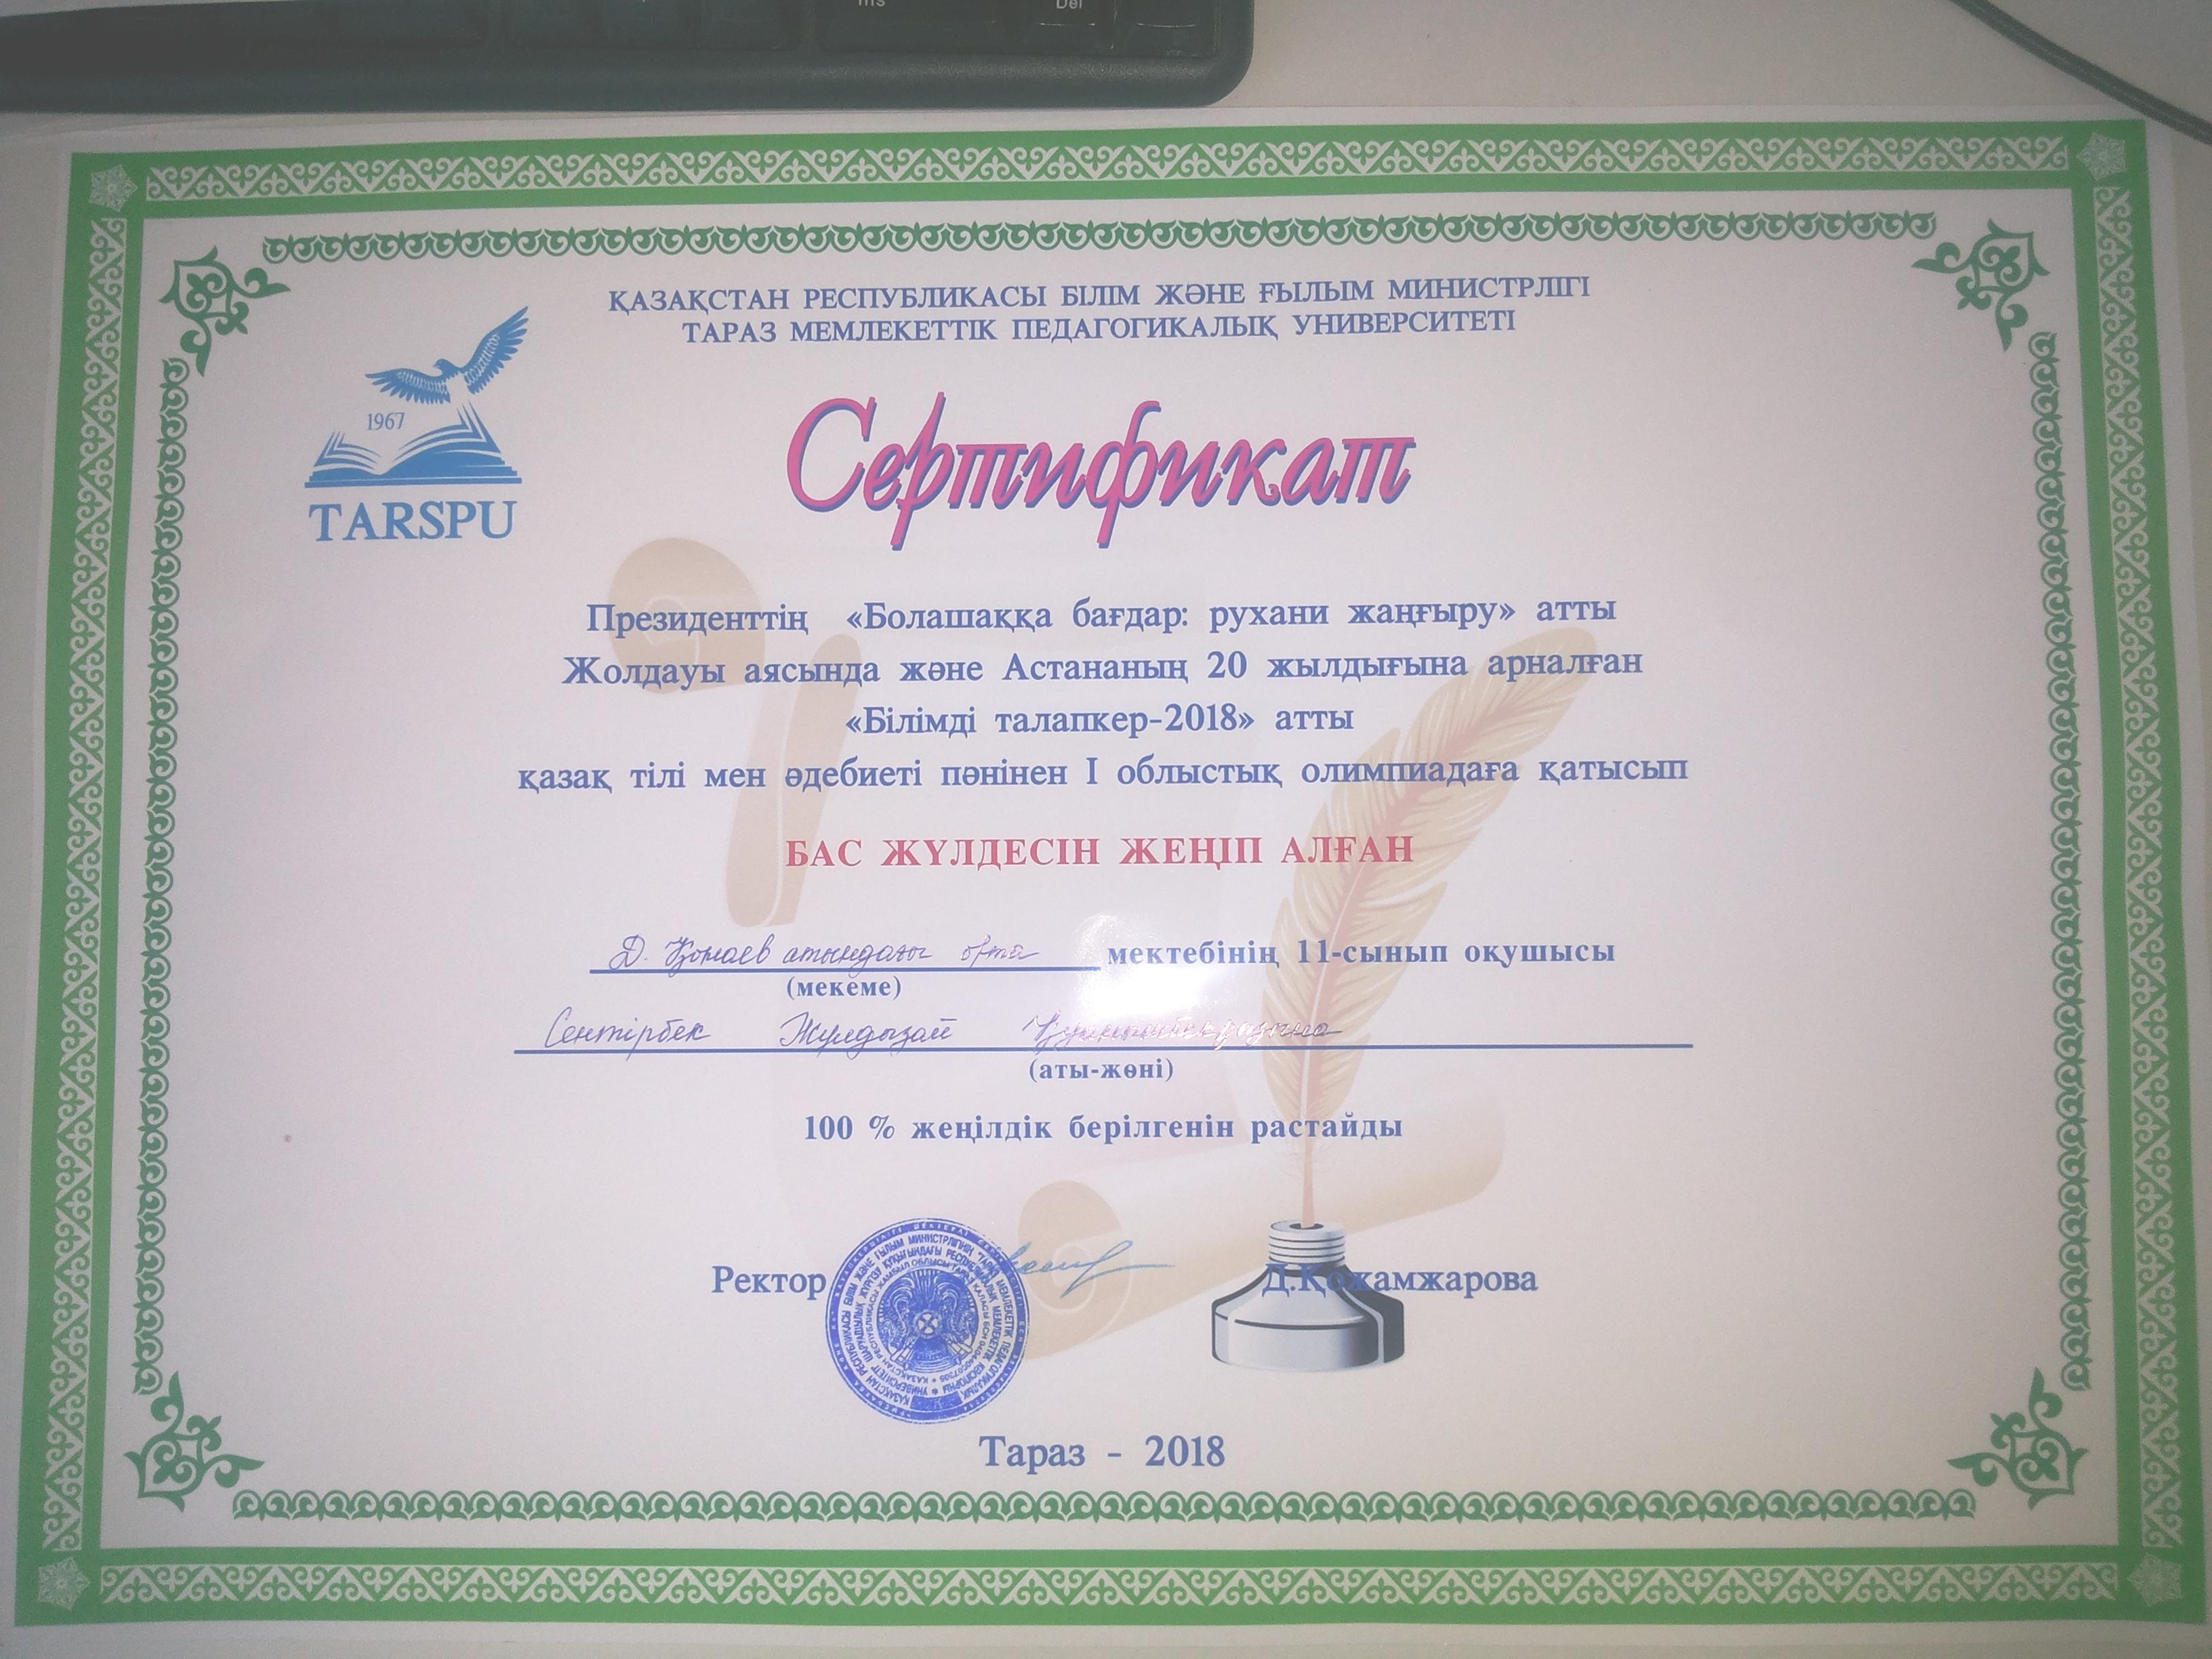 ms
Del
ҚАЗАҚСТАН РЕСПУБЛИКАСЫ БІЛІМ ЖӘНЕ ҒЫЛЫМ МИНИСТРЛІГІ
ТАРАЗ МЕМЛЕКЕТТІК ПЕДАГОГИКАЛЫҚ УНИВЕРСИТЕТІ
1967
TARSPU
Сертификат
Президенттің «Болашаққа бағдар: рухани жаңғыру» атты
Жолдауы аясында және Астананың 20 жылдығына арналған
«Білімді талапкер-2018» атты
қазақ тілі мен әдебиеті пәнінен І облыстық олимпиадаға қатысып
БАС ЖҮЛДЕСІН ЖЕҢІП АЛҒАН
Д. Қонаев атындағы орта мектебінің 11-сынып оқушысы
(мекеме)
Сентірбек Жұлдызай
(аты-жөні)
100 % жеңілдік берілгенін растайды
Ректор Д.Қожамжарова
Тараз - 2018